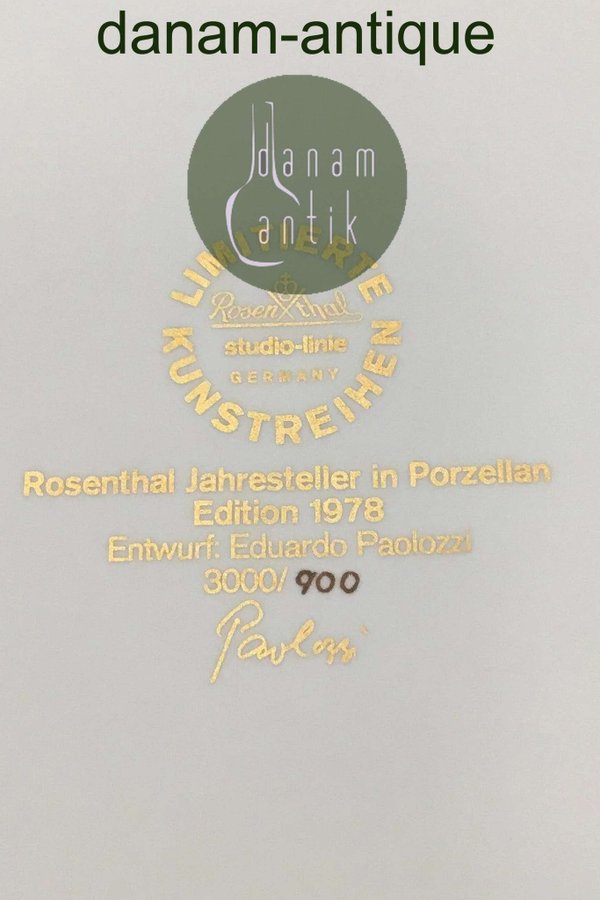 danam-antique
danam
antik
LIMITIERTE
Rosenthal
studio-linie
GERMANY
KUNSTREIHEN
Rosenthal Jahresteller in Porzellan
Edition 1978
Entwurf: Eduardo Paolozzi
3000/ 900
Paolozzi